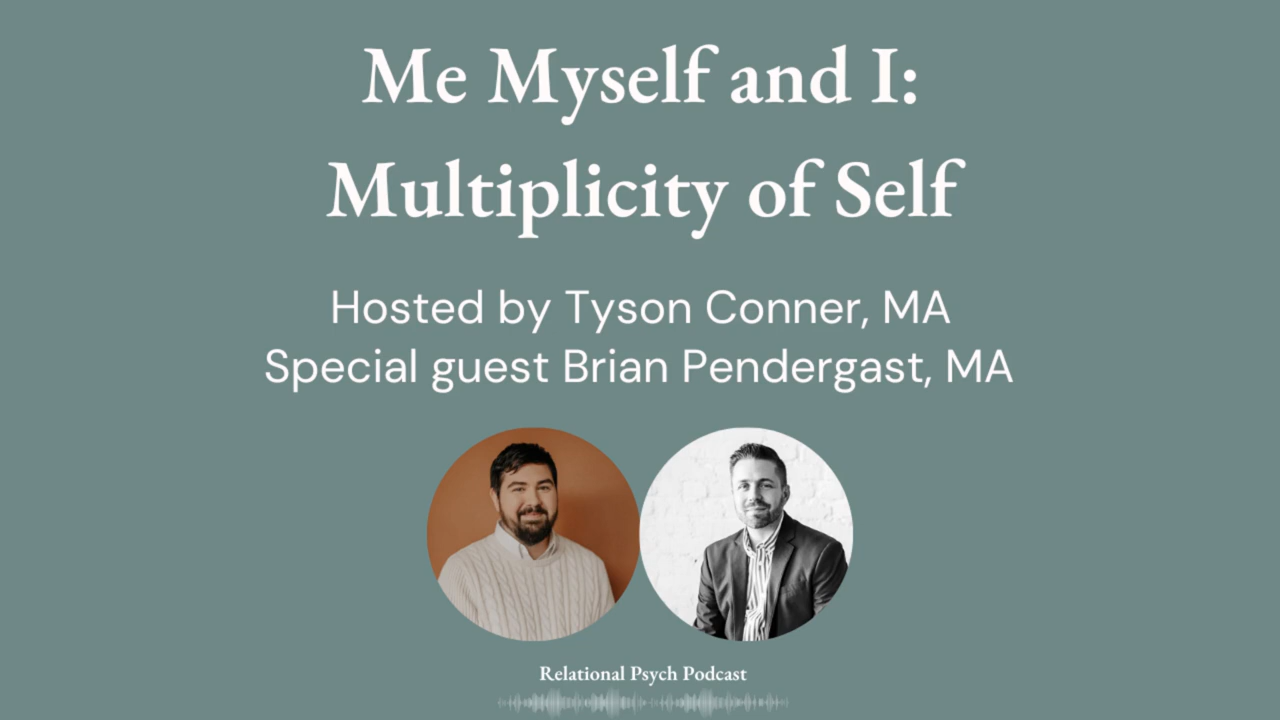 Me Myself and I:
Multiplicity of Self
Hosted by Tyson Conner, MA
Special guest Brian Pendergast, MA
Relational Psych Podcast